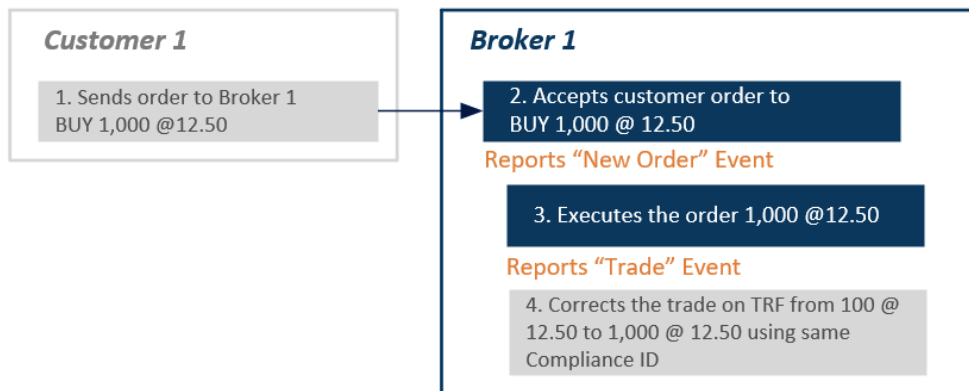 Customer 1
Broker 1
1. Sends order to Broker 1
BUY 1,000 @12.50
2. Accepts customer order to
BUY 1,000 @ 12.50
Reports “New Order” Event
3. Executes the order 1,000 @12.50
Reports “Trade” Event
4. Corrects the trade on TRF from 100 @
12.50 to 1,000 @ 12.50 using same
Compliance ID